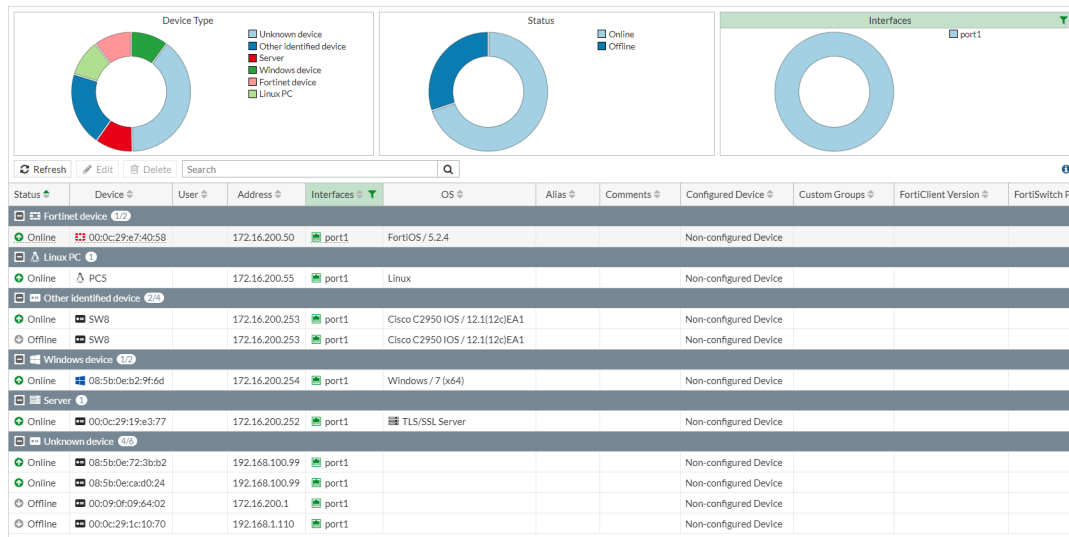 Device Type
Unknown device
Other identified device
Server
Windows device
Fortinet device
Linux PC
Status
Online
Offline
Interfaces
port1
Refresh Edit Delete Search
Status Device User Address Interfaces OS Alias Comments Configured Device Custom Groups FortiClient Version FortiSwitch P
Fortinet device 1/2
Online 00:0c:29:e7:40:58 172.16.200.50 port1 FortiOS / 5.2.4 Non-configured Device
Linux PC 1
Online PC5 172.16.200.55 port1 Linux Non-configured Device
Other identified device 2/4
Online SW8 172.16.200.253 port1 Cisco C2950 IOS / 12.1(12c)EA1 Non-configured Device
Offline SW8 172.16.200.253 port1 Cisco C2950 IOS / 12.1(12c)EA1 Non-configured Device
Windows device 1/2
Online 08:5b:0e:b2:9f:6d 172.16.200.254 port1 Windows / 7 (x64) Non-configured Device
Server 1
Online 00:0c:29:19:e3:77 172.16.200.252 port1 TLS/SSL Server Non-configured Device
Unknown device 4/6
Online 08:5b:0e:72:3b:b2 192.168.100.99 port1 Non-configured Device
Online 08:5b:0e:ca:d0:24 192.168.100.99 port1 Non-configured Device
Offline 00:09:0f:09:64:02 172.16.200.1 port1 Non-configured Device
Offline 00:0c:29:1c:10:70 192.168.1.110 port1 Non-configured Device